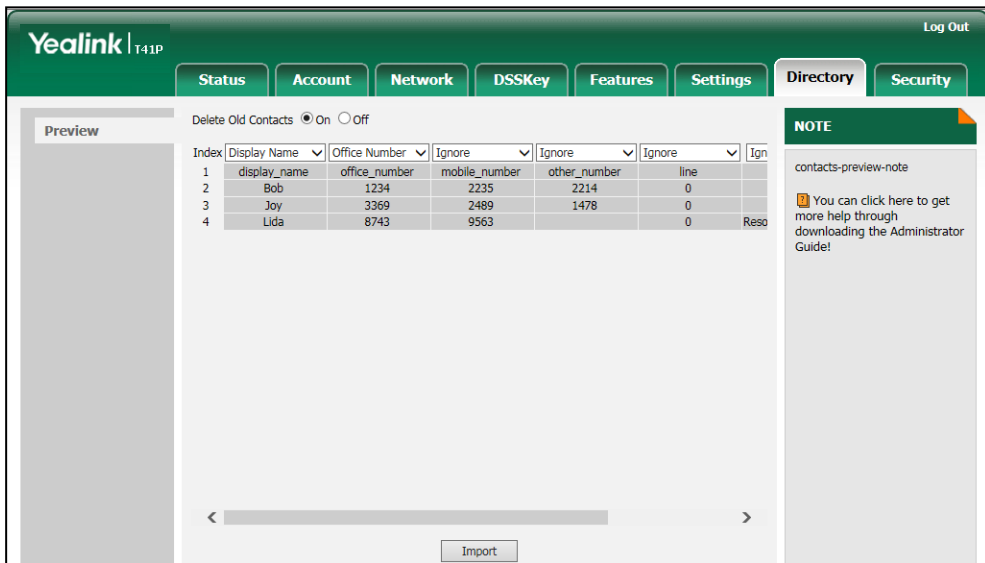 Log Out
Yealink | T41P
Status Account Network DSSKey Features Settings Directory Security
Preview
Delete Old Contacts On Off
Index Display Name Office Number Ignore Ignore Ignore Ign
1 display_name office_number mobile_number other_number line
2 Bob 1234 2235 2214 0
3 Joy 3369 2489 1478 0
4 Lida 8743 9563 0 Reso
Import
NOTE
contacts-preview-note
You can click here to get
more help through
downloading the Administrator
Guide!